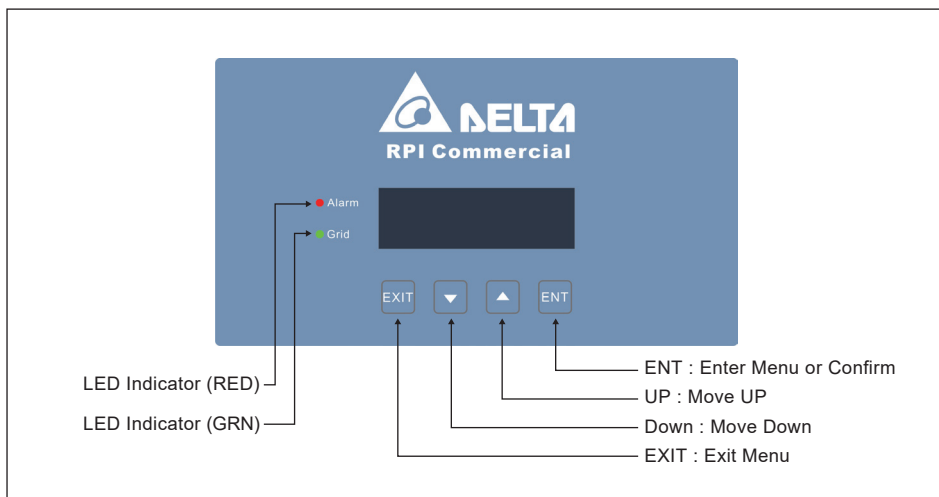 DELTA
RPI Commercial
Alarm
Grid
EXIT
ENT
LED Indicator (RED)
LED Indicator (GRN)
ENT : Enter Menu or Confirm
UP : Move UP
Down : Move Down
EXIT : Exit Menu